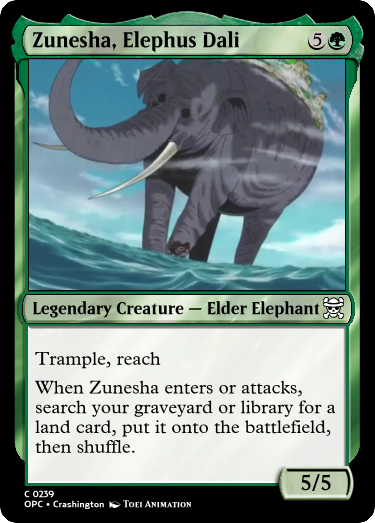 Zunesha, Elephus Dali 5
Legendary Creature — Elder Elephant
Trample, reach
When Zunesha enters or attacks,
search your graveyard or library for a
land card, put it onto the battlefield,
then shuffle.
5/5
C 0239
OPC • Crashington TOEI ANIMATION